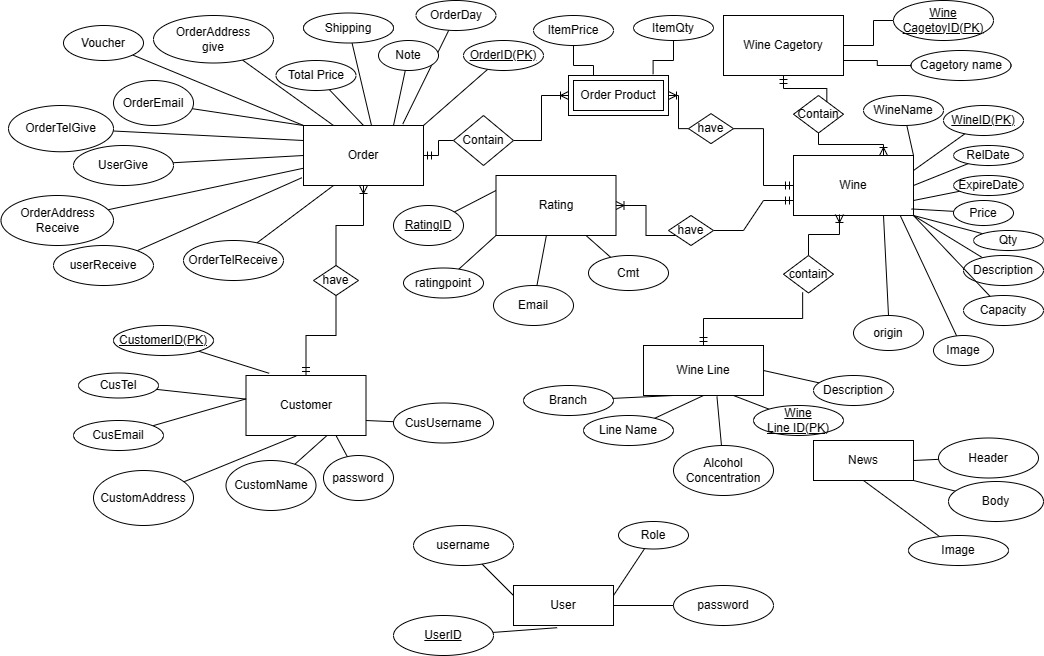 OrderDay
Shipping
Wine
CagetoyID(PK)
ItemPrice
ItemQty
OrderAddress
give
Voucher
Wine Cagetory
Note
OrderID(PK)
Cagetory name
Total Price
Order Product
OrderEmail
WineName
Contain
WineID(PK)
OrderTelGive
have
Contain
Order
RelDate
UserGive
Wine
ExpireDate
Rating
Price
OrderAddress
Receive
RatingID
have
Qty
userReceive
OrderTelReceive
Description
have
ratingpoint
Cmt
contain
Email
Capacity
origin
CustomerID(PK)
Image
Wine Line
CusTel
Description
Customer
Branch
CusUsername
Wine
Line ID(PK)
Line Name
CusEmail
News
Header
Alcohol
Concentration
password
CustomName
CustomAddress
Body
username
Role
Image
User
password
UserID